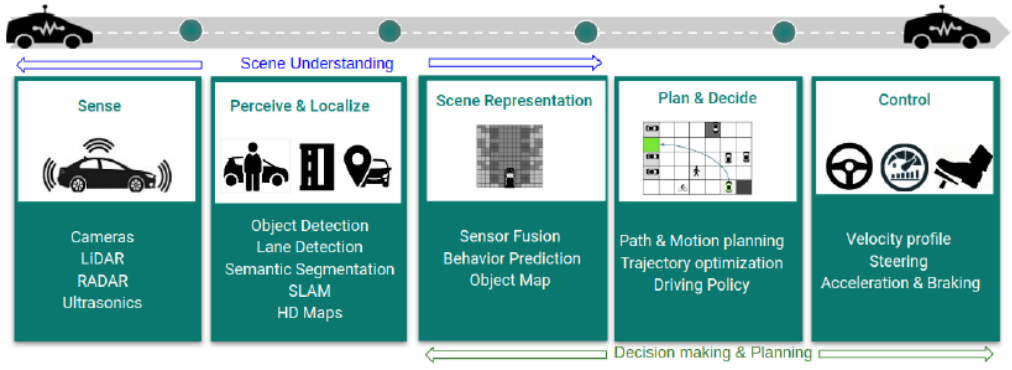 Scene Understanding
Sense
Cameras
LiDAR
RADAR
Ultrasonics
Perceive & Localize
Object Detection
Lane Detection
Semantic Segmentation
SLAM
HD Maps
Scene Representation
Sensor Fusion
Behavior Prediction
Object Map
Plan & Decide
Path & Motion planning
Trajectory optimization
Driving Policy
Control
Velocity profile
Steering
Acceleration & Braking
Decision making & Planning